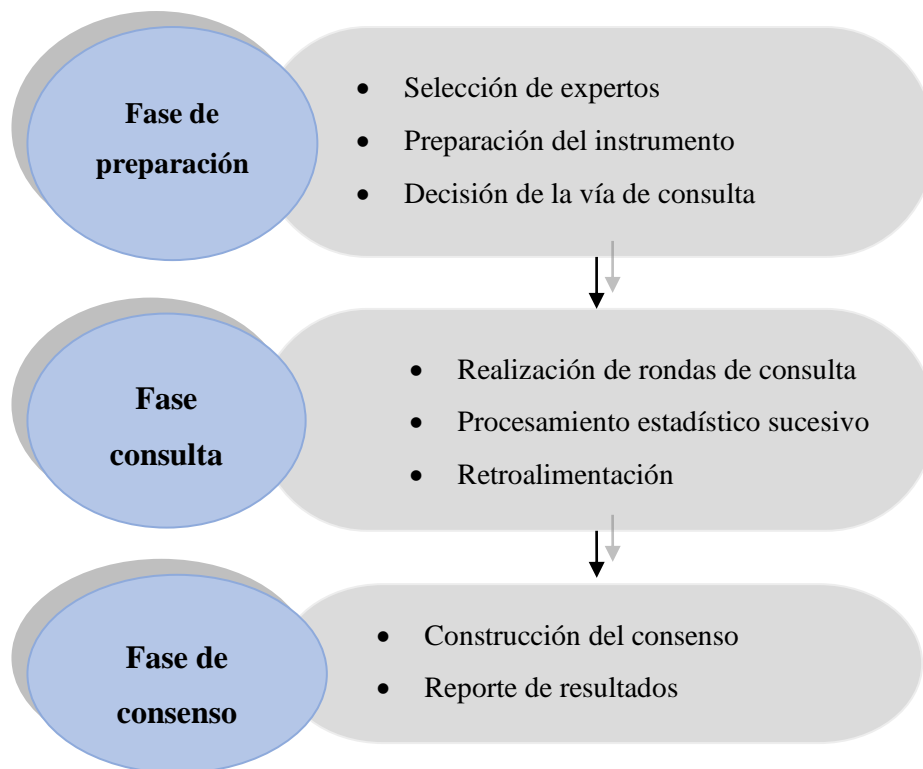 Fase de
preparación
• Selección de expertos
• Preparación del instrumento
• Decisión de la vía de consulta
Fase
consulta
• Realización de rondas de consulta
• Procesamiento estadístico sucesivo
• Retroalimentación
Fase de
consenso
• Construcción del consenso
• Reporte de resultados